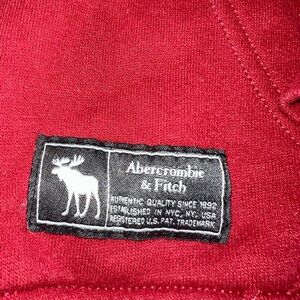 Abercrombie
& Fitch
AUTHENTIC QUALITY SINCE 1892
ESTABLISHED IN NYC, NY, USA
REGISTERED U.S. PAT. TRADEMARK